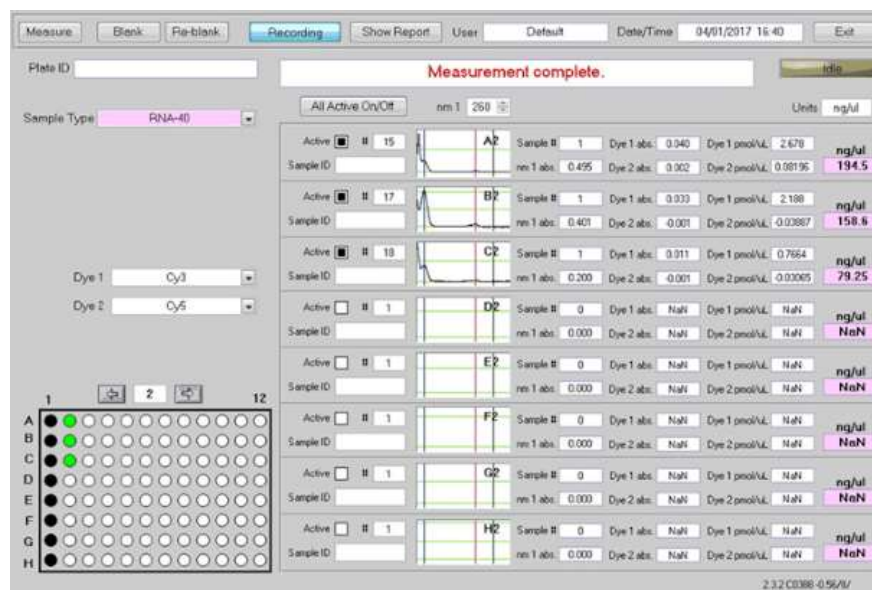 Measure Blank Re-blank Recording Show Report User Default Date/Time 04/01/2017 16:40 Exit
Plate ID Measurement complete. Idle
All Active On/Off nm 1 260 Units ng/ul
Sample Type RNA-40
Active # 15 A2 Sample # 1 Dye 1 abs. 0.040 Dye 1 pmol/uL 2.678 ng/ul
Sample ID nm 1 abs. 0.495 Dye 2 abs. 0.002 Dye 2 pmol/uL 0.08196 194.5
Active # 17 B2 Sample # 1 Dye 1 abs. 0.033 Dye 1 pmol/uL 2.188 ng/ul
Sample ID nm 1 abs. 0.401 Dye 2 abs. -0.001 Dye 2 pmol/uL -0.03887 158.6
Active # 18 C2 Sample # 1 Dye 1 abs. 0.011 Dye 1 pmol/uL 0.7664 ng/ul
Sample ID nm 1 abs. 0.200 Dye 2 abs. -0.001 Dye 2 pmol/uL -0.03065 79.25
Dye 1 Cy3
Dye 2 Cy5
Active # 1 D2 Sample # 0 Dye 1 abs. NaN Dye 1 pmol/uL NaN ng/ul
Sample ID nm 1 abs. 0.000 Dye 2 abs. NaN Dye 2 pmol/uL NaN NaN
Active # 1 E2 Sample # 0 Dye 1 abs. NaN Dye 1 pmol/uL NaN ng/ul
Sample ID nm 1 abs. 0.000 Dye 2 abs. NaN Dye 2 pmol/uL NaN NaN
1 2 12
A
B
C
D
E
F
G
H
Active # 1 F2 Sample # 0 Dye 1 abs. NaN Dye 1 pmol/uL NaN ng/ul
Sample ID nm 1 abs. 0.000 Dye 2 abs. NaN Dye 2 pmol/uL NaN NaN
Active # 1 G2 Sample # 0 Dye 1 abs. NaN Dye 1 pmol/uL NaN ng/ul
Sample ID nm 1 abs. 0.000 Dye 2 abs. NaN Dye 2 pmol/uL NaN NaN
Active # 1 H2 Sample # 0 Dye 1 abs. NaN Dye 1 pmol/uL NaN ng/ul
Sample ID nm 1 abs. 0.000 Dye 2 abs. NaN Dye 2 pmol/uL NaN NaN
2.3.2 C0388